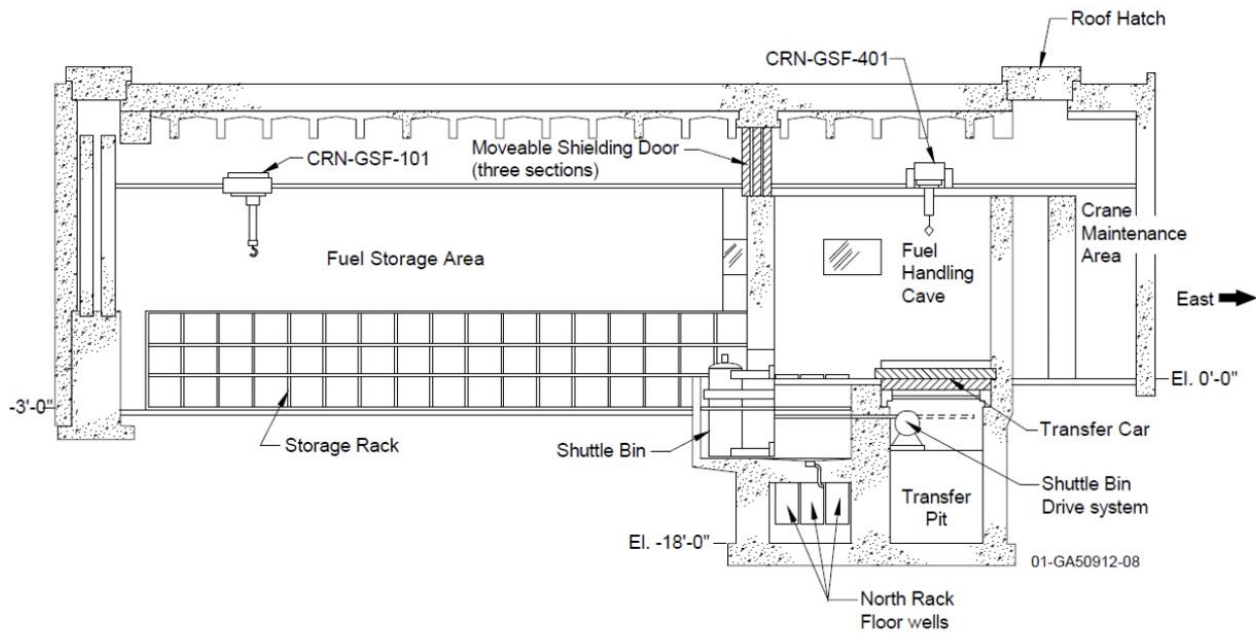 Roof Hatch
CRN-GSF-401
Moveable Shielding Door
(three sections)
CRN-GSF-101
Fuel Storage Area
Fuel
Handling
Cave
Crane
Maintenance
Area
East
El. 0'-0"
-3'-0"
Storage Rack
Shuttle Bin
Transfer Car
Shuttle Bin
Drive system
Transfer
Pit
El. -18'-0"
01-GA50912-08
North Rack
Floor wells